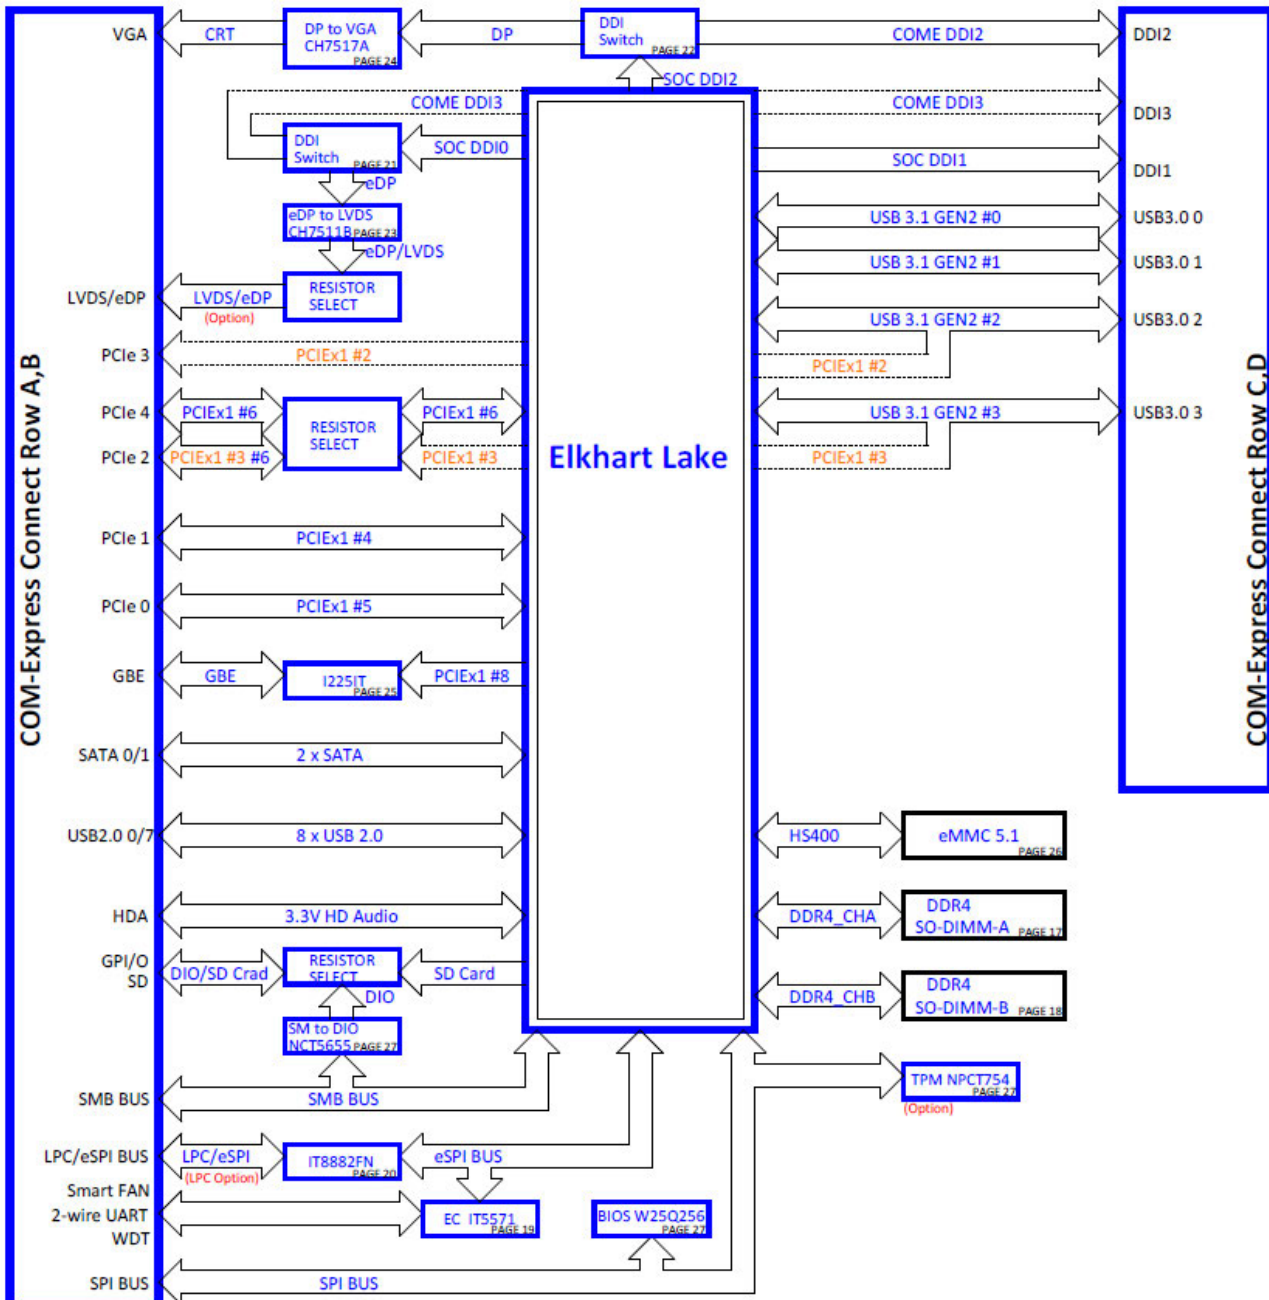 VGA
CRT
DP to VGA
CH7517A
PAGE 24
DP
DDI
Switch
PAGE 22
COME DDI2
DDI2
SOC DDI2
COME DDI3
COME DDI3
DDI3
DDI
Switch
PAGE 21
SOC DDI0
SOC DDI1
DDI1
eDP
eDP to LVDS
CH7511B
PAGE 23
USB 3.1 GEN2 #0
USB3.0 0
eDP/LVDS
USB 3.1 GEN2 #1
USB3.0 1
LVDS/eDP
LVDS/eDP
(Option)
RESISTOR
SELECT
USB 3.1 GEN2 #2
USB3.0 2
PCIe 3
PCIEx1 #2
PCIEx1 #2
PCIe 4
PCIEx1 #6
RESISTOR
SELECT
PCIEx1 #6
USB 3.1 GEN2 #3
USB3.0 3
PCIe 2
PCIEx1 #3 #6
PCIEx1 #3
Elkhart Lake
PCIEx1 #3
COM-Express Connect Row A,B
COM-Express Connect Row C,D
PCIe 1
PCIEx1 #4
PCIe 0
PCIEx1 #5
GBE
GBE
I225IT
PAGE 25
PCIEx1 #8
SATA 0/1
2 x SATA
USB2.0 0/7
8 x USB 2.0
HS400
eMMC 5.1
PAGE 26
HDA
3.3V HD Audio
DDR4_CHA
DDR4
SO-DIMM-A
PAGE 17
GPI/O
SD
DIO/SD Crad
RESISTOR
SELECT
SD Card
DIO
DDR4_CHB
DDR4
SO-DIMM-B
PAGE 18
SM to DIO
NCT5655
PAGE 27
SMB BUS
SMB BUS
TPM NPCT754
PAGE 27
(Option)
LPC/eSPI BUS
LPC/eSPI
(LPC Option)
IT8882FN
PAGE 20
eSPI BUS
Smart FAN
2-wire UART
WDT
EC IT5571
PAGE 19
BIOS W25Q256
PAGE 27
SPI BUS
SPI BUS